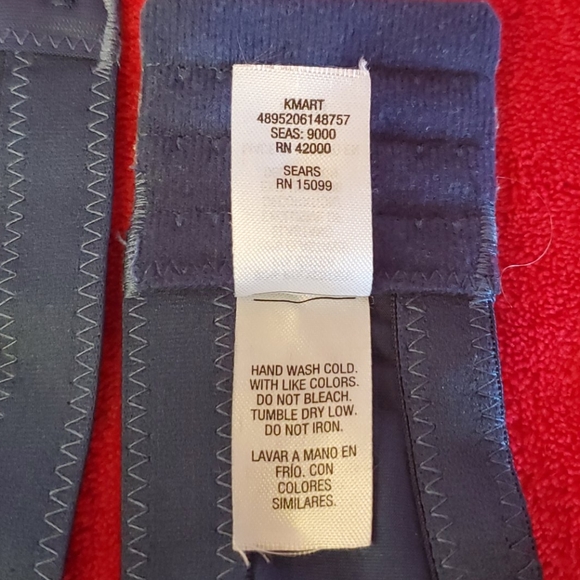 KMART
4895206148757
SEAS: 9000
RN 42000
SEARS
RN 15099
HAND WASH COLD.
WITH LIKE COLORS.
DO NOT BLEACH.
TUMBLE DRY LOW.
DO NOT IRON.
LAVAR A MANO EN
FRÍO. CON
COLORES
SIMILARES.